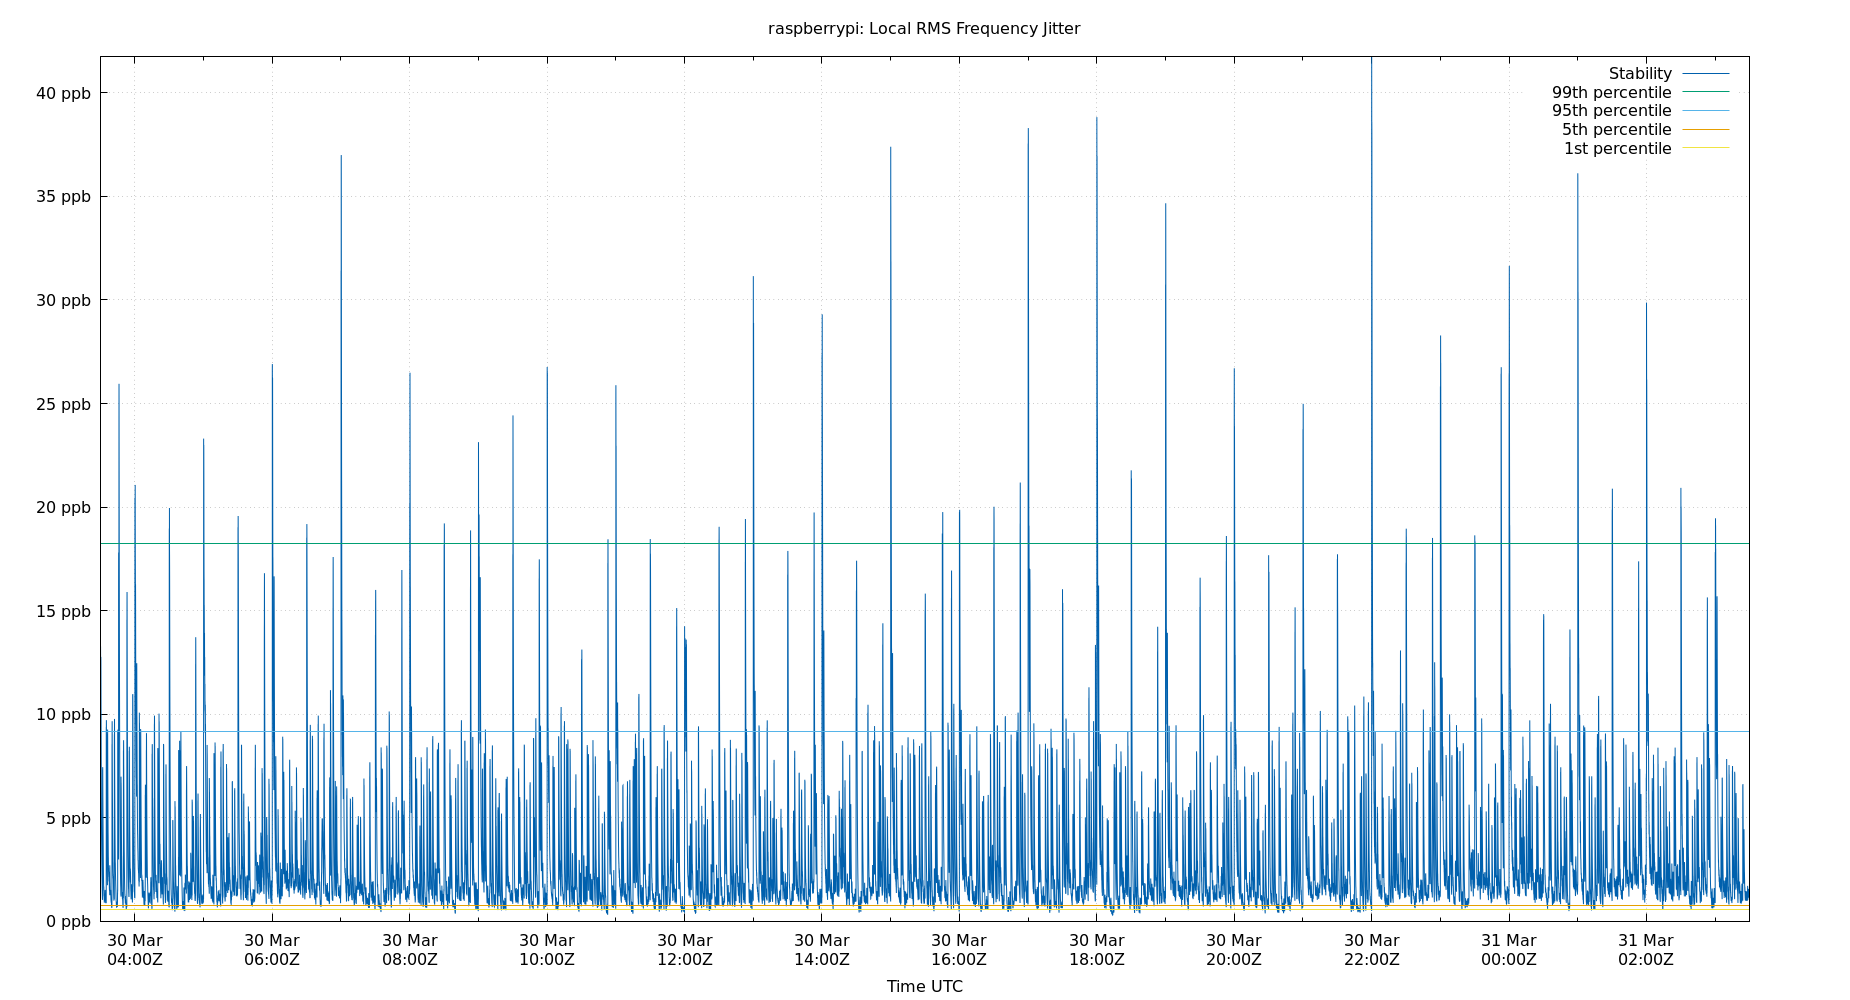 raspberrypi: Local RMS Frequency Jitter
Stability
99th percentile
95th percentile
5th percentile
1st percentile
40 ppb
35 ppb
30 ppb
25 ppb
20 ppb
15 ppb
10 ppb
5 ppb
0 ppb
30 Mar 30 Mar 30 Mar 30 Mar 30 Mar 30 Mar 30 Mar 30 Mar 30 Mar 30 Mar 31 Mar 31 Mar
04:00Z 06:00Z 08:00Z 10:00Z 12:00Z 14:00Z 16:00Z 18:00Z 20:00Z 22:00Z 00:00Z 02:00Z
Time UTC